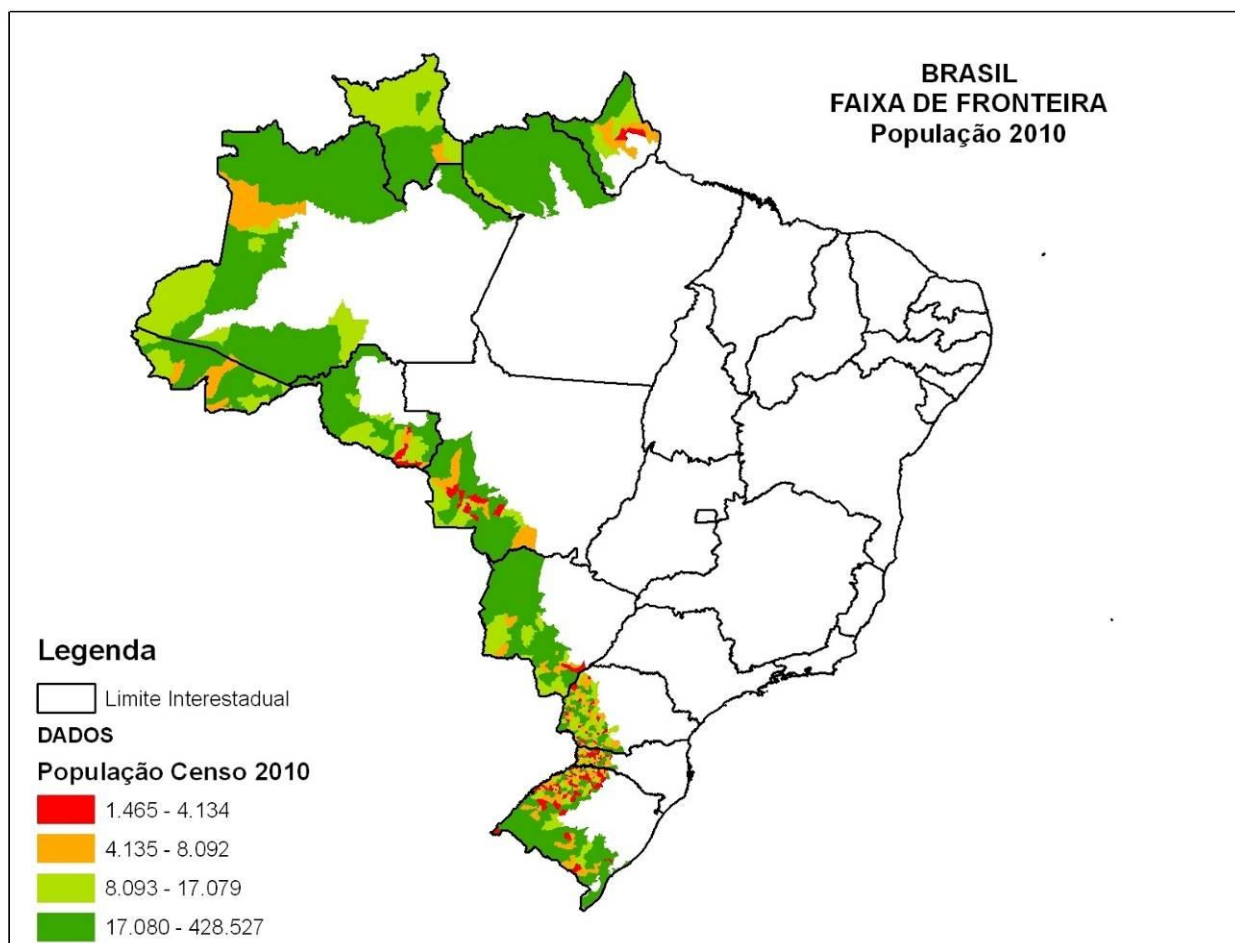 BRASIL
FAIXA DE FRONTEIRA
População 2010
Legenda
Limite Interestadual
DADOS
População Censo 2010
1.465 - 4.134
4.135 - 8.092
8.093 - 17.079
17.080 - 428.527